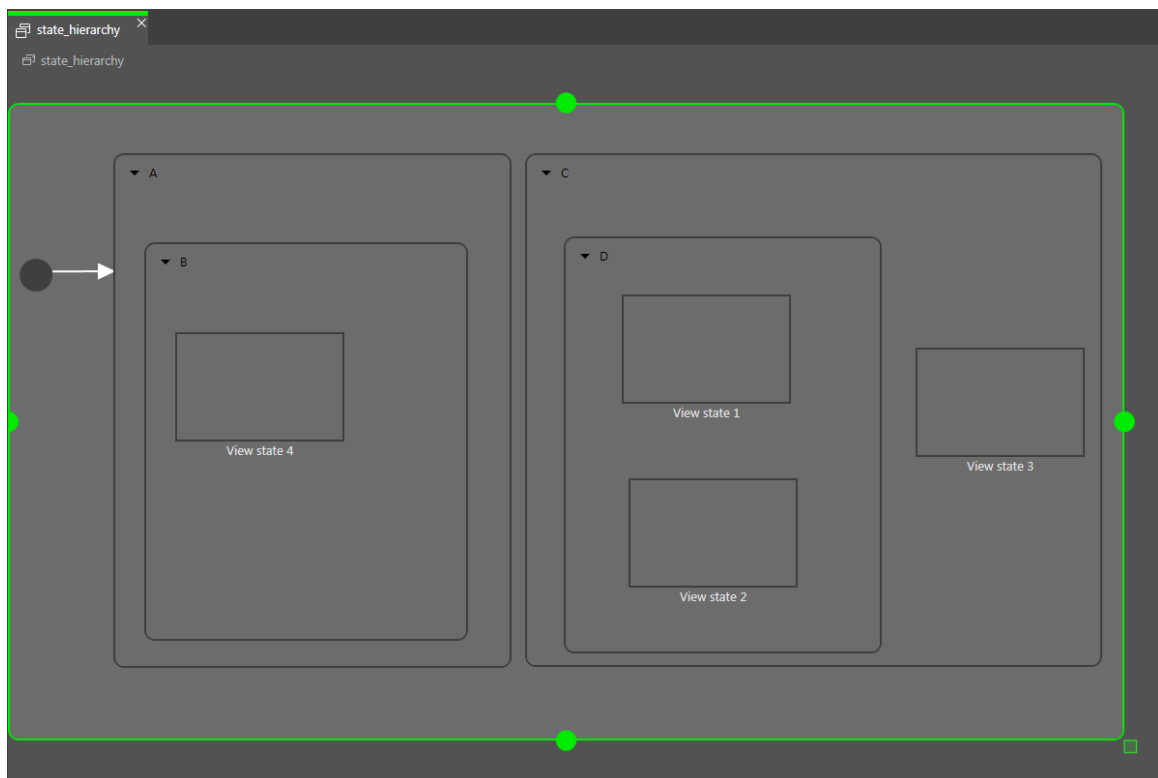 state_hierarchy
state_hierarchy
A
C
B
D
View state 1
View state 4
View state 3
View state 2